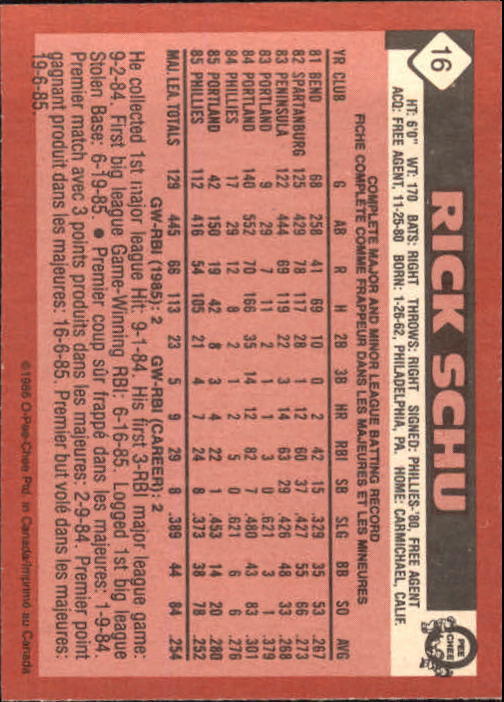 16
RICK SCHU
O PEE CHEE
HT: 6'0" WT: 170 BATS: RIGHT THROWS: RIGHT SIGNED: PHILLIES-'80, FREE AGENT
ACQ: FREE AGENT, 11-25-80 BORN: 1-26-62, PHILADELPHIA, PA. HOME: CARMICHAEL, CALIF.
COMPLETE MAJOR AND MINOR LEAGUE BATTING RECORD
FICHE COMPLÈTE COMME FRAPPEUR DANS LES MAJEURES ET LES MINEURES
YR CLUB G AB R H 2B 3B HR RBI SB SLG BB SO AVG
81 BEND 68 258 41 69 10 0 2 42 15 .329 35 53 .267
82 SPARTANBURG 125 429 78 117 28 1 12 60 37 .427 55 66 .273
83 PENINSULA 122 444 69 119 22 3 14 63 29 .426 48 33 .268
83 PORTLAND 9 29 7 11 2 1 1 3 0 .621 3 1 .379
84 PORTLAND 140 552 70 166 35 14 12 82 7 .480 43 83 .301
84 PHILLIES 17 29 12 8 2 1 2 5 0 .621 6 6 .276
85 PORTLAND 42 150 19 42 8 3 4 22 1 .453 14 20 .280
85 PHILLIES 112 416 54 105 21 4 7 24 8 .373 38 78 .252
MAJ.LEA. TOTALS 129 445 66 113 23 5 9 29 8 .389 44 84 .254
GW-RBI (1985): 2 GW-RBI (CAREER): 2
He collected 1st major league Hit: 9-1-84. His first 3-RBI major league game:
9-2-84. First big league Game-Winning RBI: 6-16-85. Logged 1st big league
Stolen Base: 6-19-85. ● Premier coup sûr frappé dans les majeures: 1-9-84.
Premier match avec 3 points produits dans les majeures: 2-9-84. Premier point
gagnant produit dans les majeures: 16-6-85. Premier but volé dans les majeures:
19-6-85.
©1986 O-Pee-Chee Ptd. in Canada/Imprimé au Canada